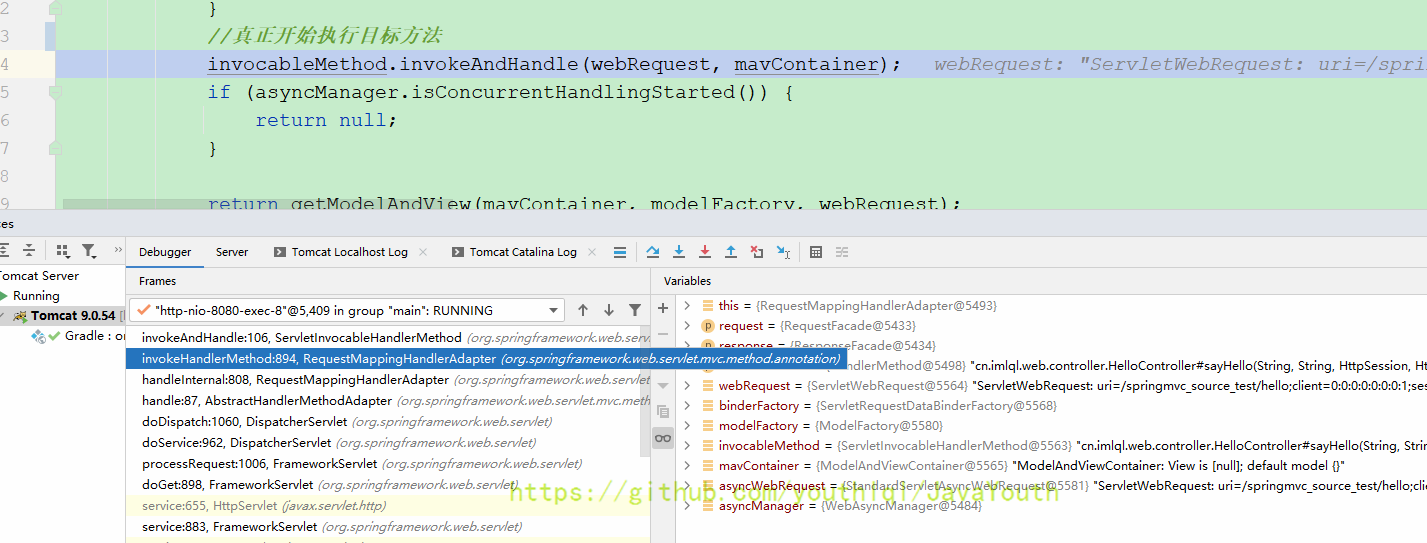 2 }
3 //真正开始执行目标方法
4 invocableMethod.invokeAndHandle(webRequest, mavContainer); webRequest: "ServletWebRequest: uri=/spri
5 if (asyncManager.isConcurrentHandlingStarted()) {
6 return null;
7 }
8
9 return getModelAndView(mavContainer, modelFactory, webRequest);
ces
Debugger Server Tomcat Localhost Log Tomcat Catalina Log
Tomcat Server
Running
Tomcat 9.0.54
Gradle : or
Frames
"http-nio-8080-exec-8"@5,409 in group "main": RUNNING
invokeAndHandle:106, ServletInvocableHandlerMethod (org.springframework.web.serv
invokeHandlerMethod:894, RequestMappingHandlerAdapter (org.springframework.web.servlet.mvc.method.annotation)
handleInternal:808, RequestMappingHandlerAdapter (org.springframework.web.servlet
handle:87, AbstractHandlerMethodAdapter (org.springframework.web.servlet.mvc.meth
doDispatch:1060, DispatcherServlet (org.springframework.web.servlet)
doService:962, DispatcherServlet (org.springframework.web.servlet)
processRequest:1006, FrameworkServlet (org.springframework.web.servlet)
doGet:898, FrameworkServlet (org.springframework.web.servlet)
service:655, HttpServlet (javax.servlet.http)
service:883, FrameworkServlet (org.springframework.web.servlet)
Variables
this = {RequestMappingHandlerAdapter@5493}
request = {RequestFacade@5433}
response = {ResponseFacade@5434}
ndlerMethod@5498} "cn.imlql.web.controller.HelloController#sayHello(String, String, HttpSession, Ht
webRequest = {ServletWebRequest@5564} "ServletWebRequest: uri=/springmvc_source_test/hello;client=0:0:0:0:0:0:0:1;ses
binderFactory = {ServletRequestDataBinderFactory@5568}
modelFactory = {ModelFactory@5580}
invocableMethod = {ServletInvocableHandlerMethod@5563} "cn.imlql.web.controller.HelloController#sayHello(String, Strin
mavContainer = {ModelAndViewContainer@5565} "ModelAndViewContainer: View is [null]; default model {}"
asyncWebRequest = {StandardServletAsyncWebRequest@5581} "ServletWebRequest: uri=/springmvc_source_test/hello;clie
asyncManager = {WebAsyncManager@5484}
https://github.com/youthlql/JavaYouth